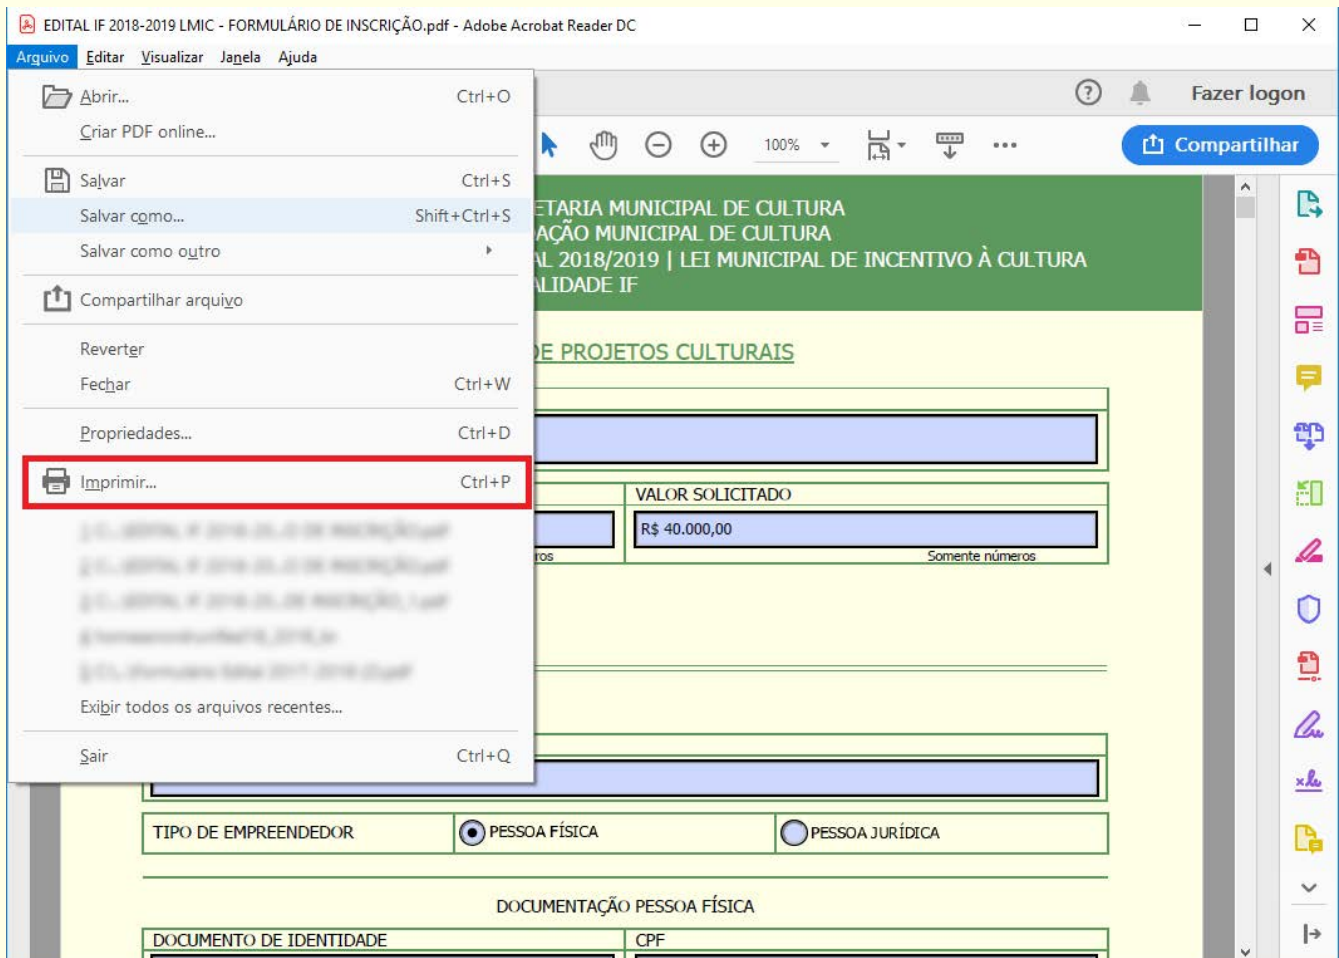 EDITAL IF 2018-2019 LMIC - FORMULÁRIO DE INSCRIÇÃO.pdf - Adobe Acrobat Reader DC
Arquivo Editar Visualizar Janela Ajuda
Abrir... Ctrl+O
Criar PDF online...
Salvar Ctrl+S
Salvar como... Shift+Ctrl+S
Salvar como outro
Compartilhar arquivo
Reverter
Fechar Ctrl+W
Propriedades... Ctrl+D
Imprimir... Ctrl+P
Exibir todos os arquivos recentes...
Sair Ctrl+Q
Fazer logon
100%
Compartilhar
ETARIA MUNICIPAL DE CULTURA
AÇÃO MUNICIPAL DE CULTURA
AL 2018/2019 | LEI MUNICIPAL DE INCENTIVO À CULTURA
ALIDADE IF
DE PROJETOS CULTURAIS
VALOR SOLICITADO
R$ 40.000,00
ros Somente números
TIPO DE EMPREENDEDOR PESSOA FÍSICA PESSOA JURÍDICA
DOCUMENTAÇÃO PESSOA FÍSICA
DOCUMENTO DE IDENTIDADE CPF